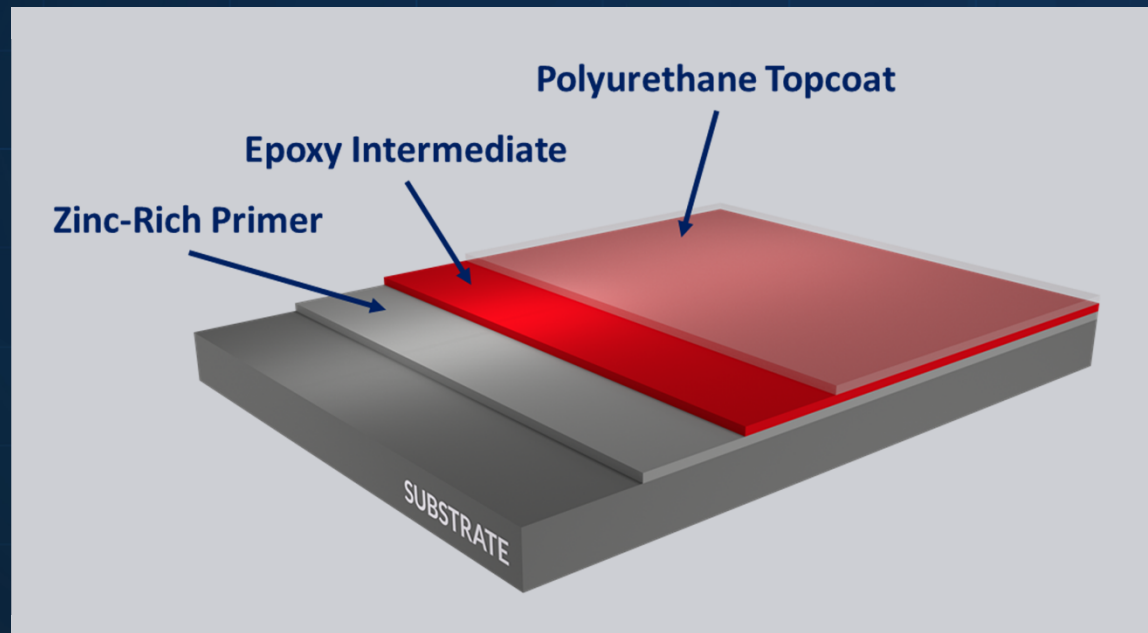 Polyurethane Topcoat
Epoxy Intermediate
Zinc-Rich Primer
SUBSTRATE